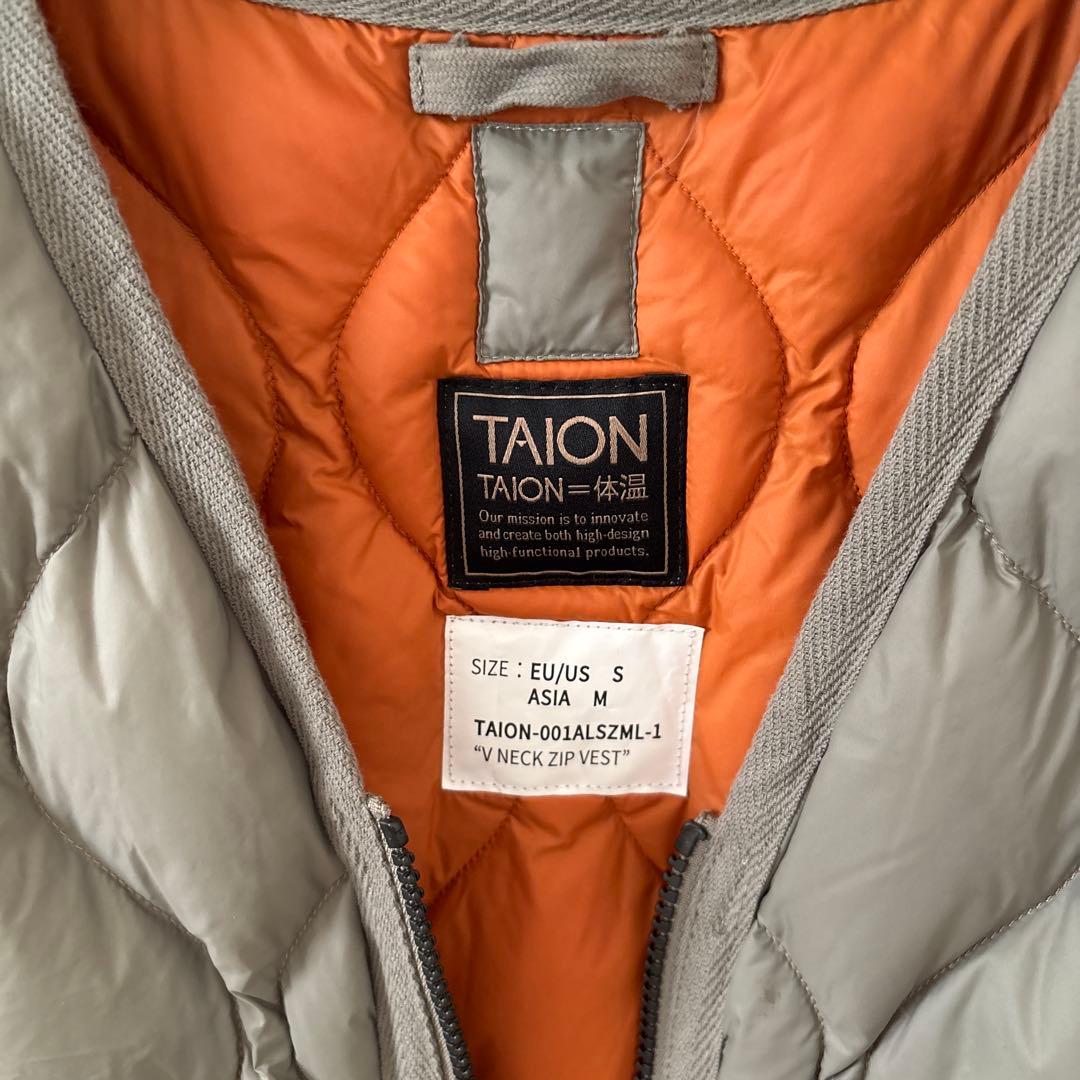 TAION
TAION=体温
Our mission is to innovate
and create both high-design
high-functional products.
SIZE : EU/US S
ASIA M
TAION-001ALSZML-1
“V NECK ZIP VEST”